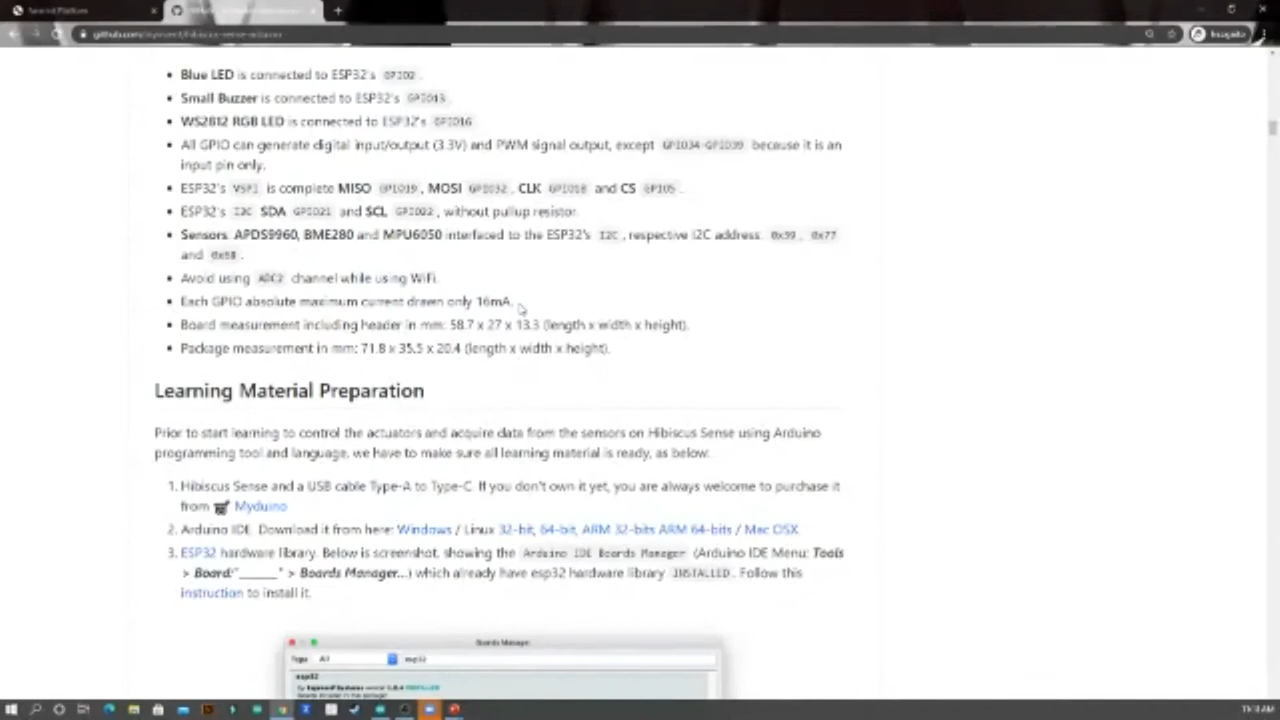 Incognito
Blue LED is connected to ESP32's GPIO2.
Small Buzzer is connected to ESP32's GPIO13.
WS2812 RGB LED is connected to ESP32's GPIO16.
All GPIO can generate digital input/output (3.3V) and PWM signal output, except GPIO34-GPIO39 because it is an
input pin only.
ESP32's VSPI is complete MISO GPIO19, MOSI, CLK GPIO18 and CS GPIO5.
ESP32's I2C SDA GPIO21 and SCL GPIO22, without pullup resistor.
Sensors, APDS9960, BME280 and MPU6050 interfaced to the ESP32's I2C, respective I2C address: 0x39, 0x77
and
Avoid using ADC2 channel while using WiFi.
Each GPIO absolute maximum current drawn only 16mA.
Board measurement including header in mm: 58.7 x 27 x 13.3 (length x width x height).
Package measurement in mm: 71.8 x 35.5 x 20.4 (length x width x height).
Learning Material Preparation
Prior to start learning to control the actuators and acquire data from the sensors on Hibiscus Sense using Arduino
programming tool and language, we have to make sure all learning material is ready, as below:
1. Hibiscus Sense and a USB cable Type-A to Type-C. If you don't own it yet, you are always welcome to purchase it
from Myduino
2. Arduino IDE. Download it from here: Windows / Linux 32-bit, 64-bit, ARM 32-bits ARM 64-bits / Mac OSX
3. ESP32 hardware library. Below is screenshot, showing the Arduino IDE Boards Manager (Arduino IDE Menu: Tools
> Board:"______" > Boards Manager...) which already have esp32 hardware library INSTALLED. Follow this
instruction to install it.
Boards Manager
Type All esp32
esp32